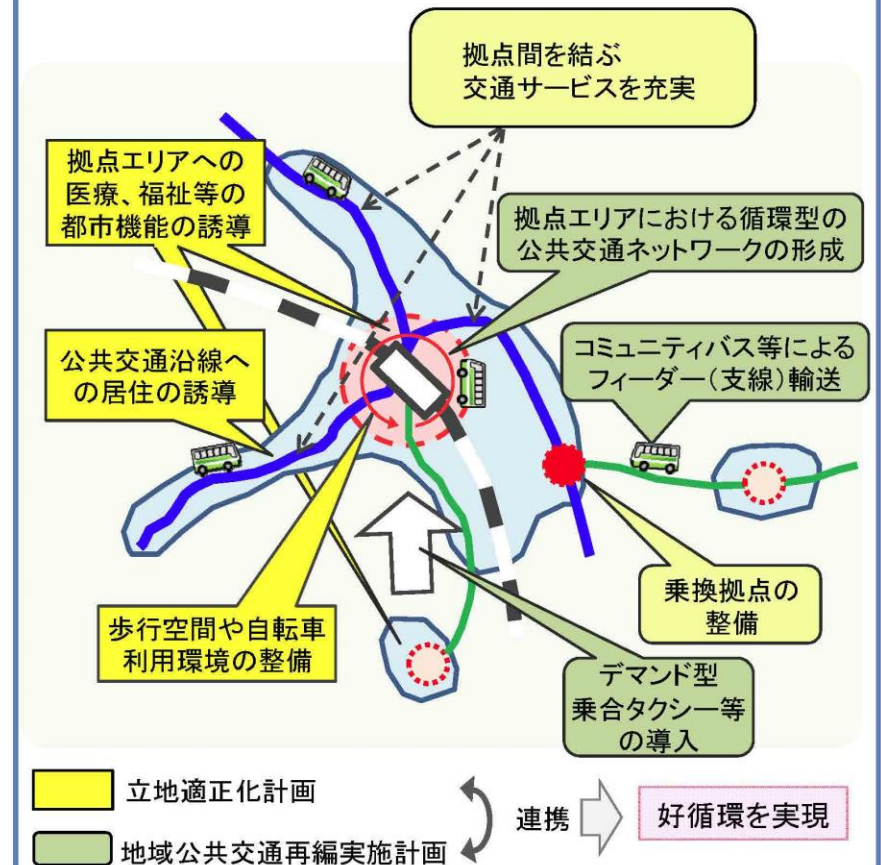 拠点間を結ぶ
交通サービスを充実
拠点エリアへの
医療、福祉等の
都市機能の誘導
拠点エリアにおける循環型の
公共交通ネットワークの形成
公共交通沿線へ
の居住の誘導
コミュニティバス等による
フィーダー(支線)輸送
歩行空間や自転車
利用環境の整備
乗換拠点の
整備
デマンド型
乗合タクシー等
の導入
立地適正化計画
地域公共交通再編実施計画
連携
好循環を実現